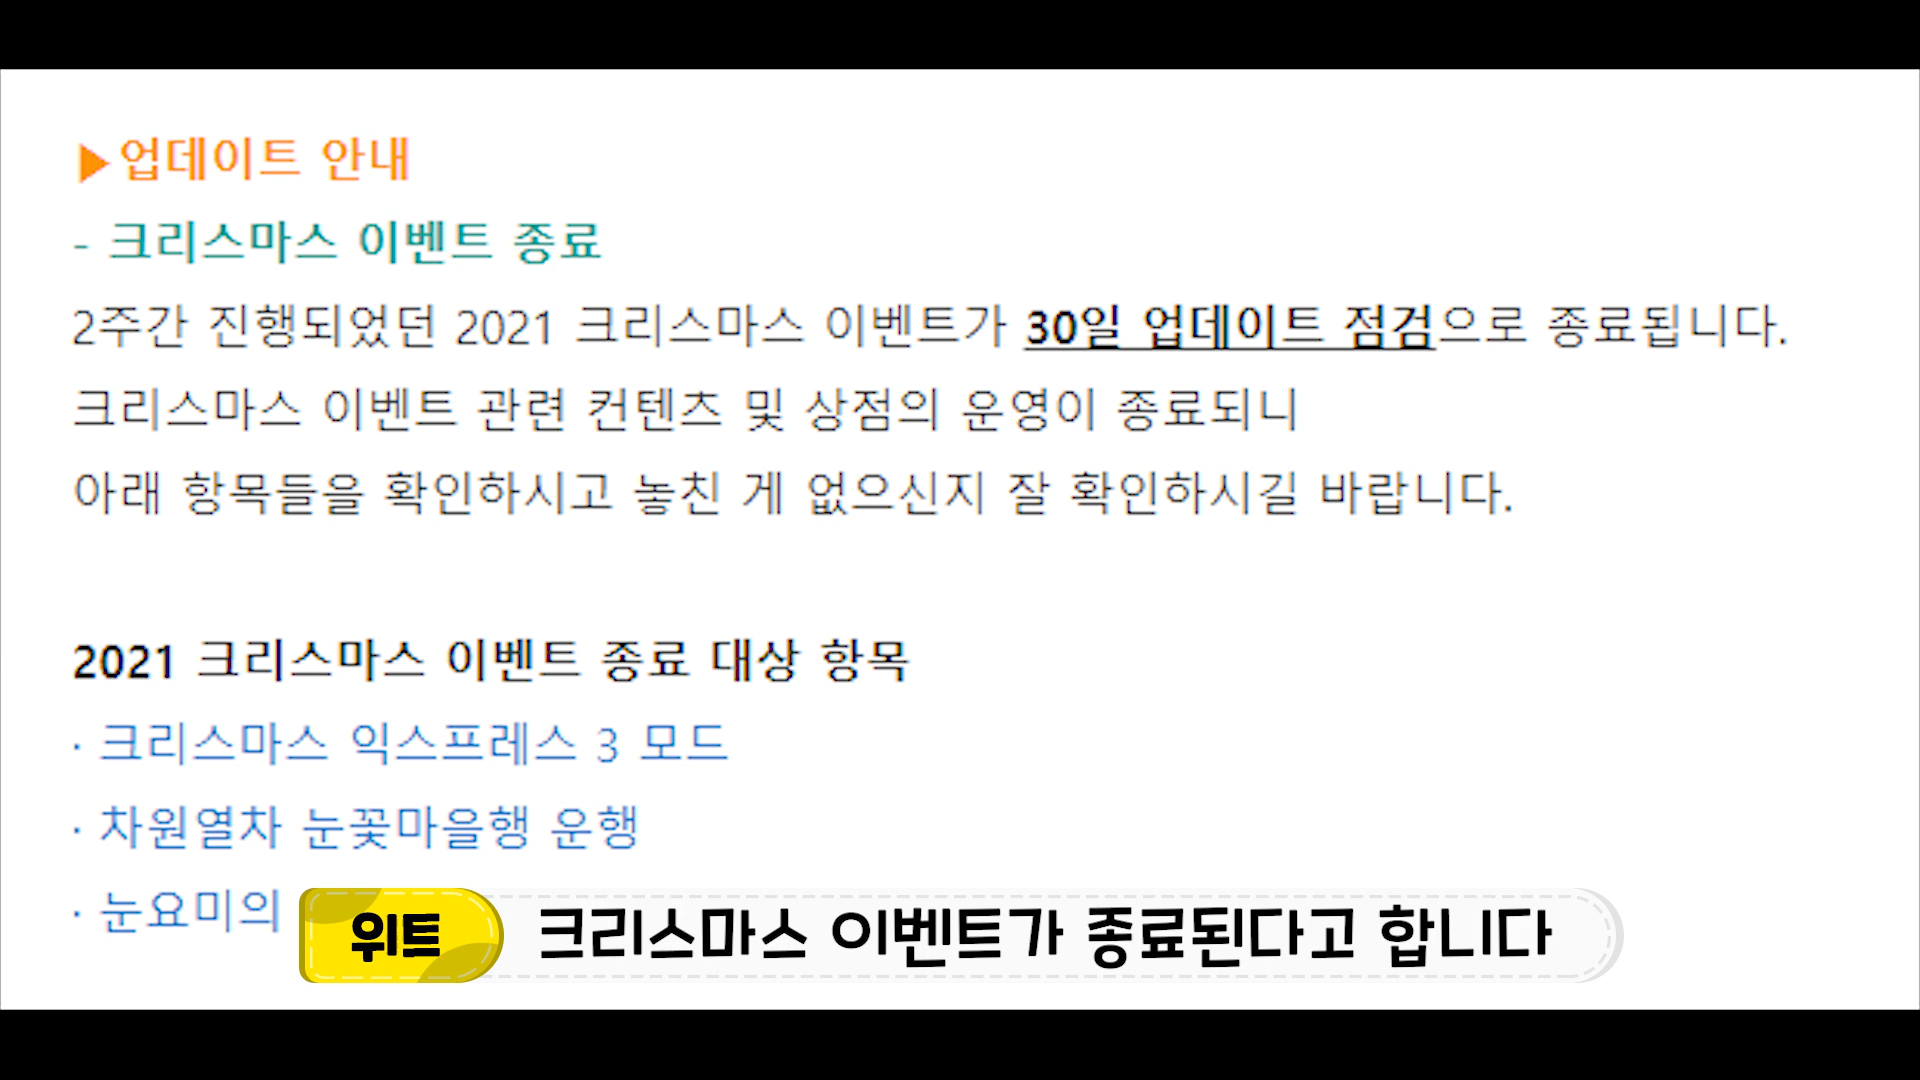 ▶업데이트 안내
- 크리스마스 이벤트 종료
2주간 진행되었던 2021 크리스마스 이벤트가 30일 업데이트 점검으로 종료됩니다.
크리스마스 이벤트 관련 컨텐츠 및 상점의 운영이 종료되니
아래 항목들을 확인하시고 놓친 게 없으신지 잘 확인하시길 바랍니다.
2021 크리스마스 이벤트 종료 대상 항목
· 크리스마스 익스프레스 3 모드
· 차원열차 눈꽃마을행 운행
· 눈요미의
위트 크리스마스 이벤트가 종료된다고 합니다